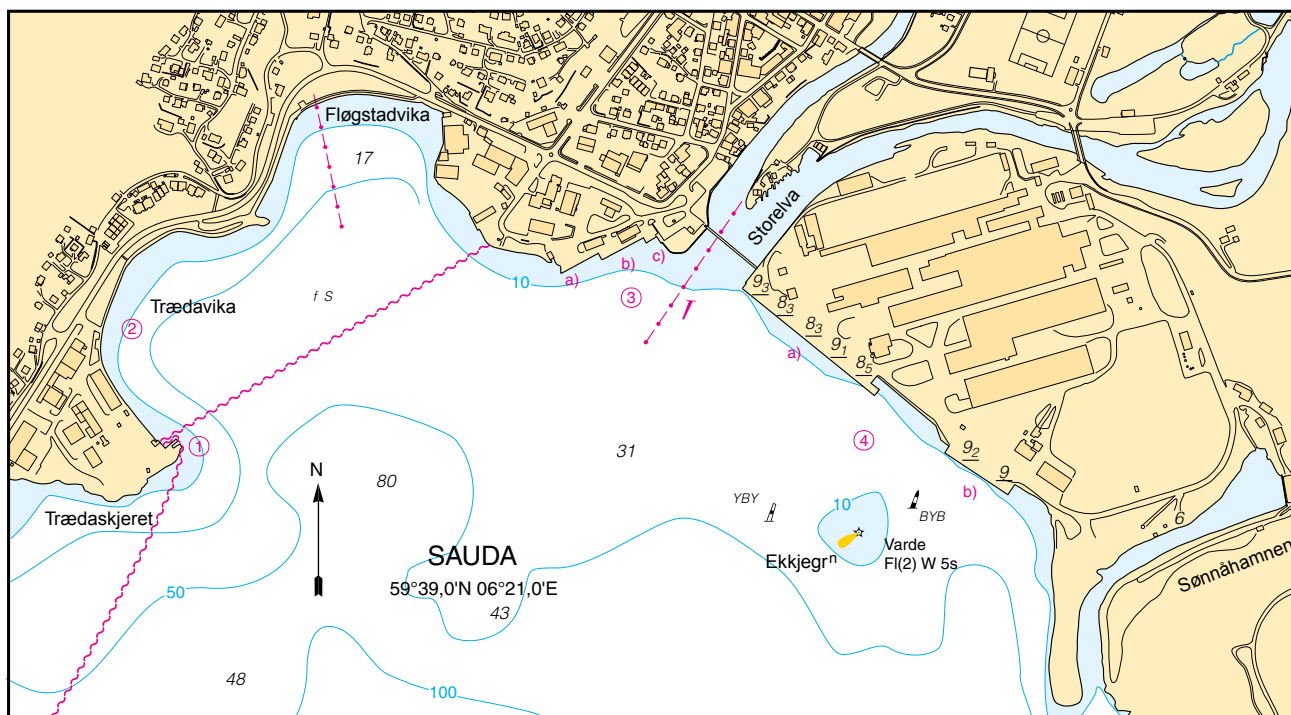 Fløgstadvika
17
Storelva
c)
b)
a)
10
3
9₃
8₃
8₃
9₁
8₅
a)
f S
Trædavika
2
1
4
31
9₂
9
b)
80
N
YBY
10
BYB
6
Trædaskjeret
SAUDA
59°39,0'N 06°21,0'E
Ekkjegrⁿ
Varde
Fl(2) W 5s
Sønnåhamnen
50
43
48
100